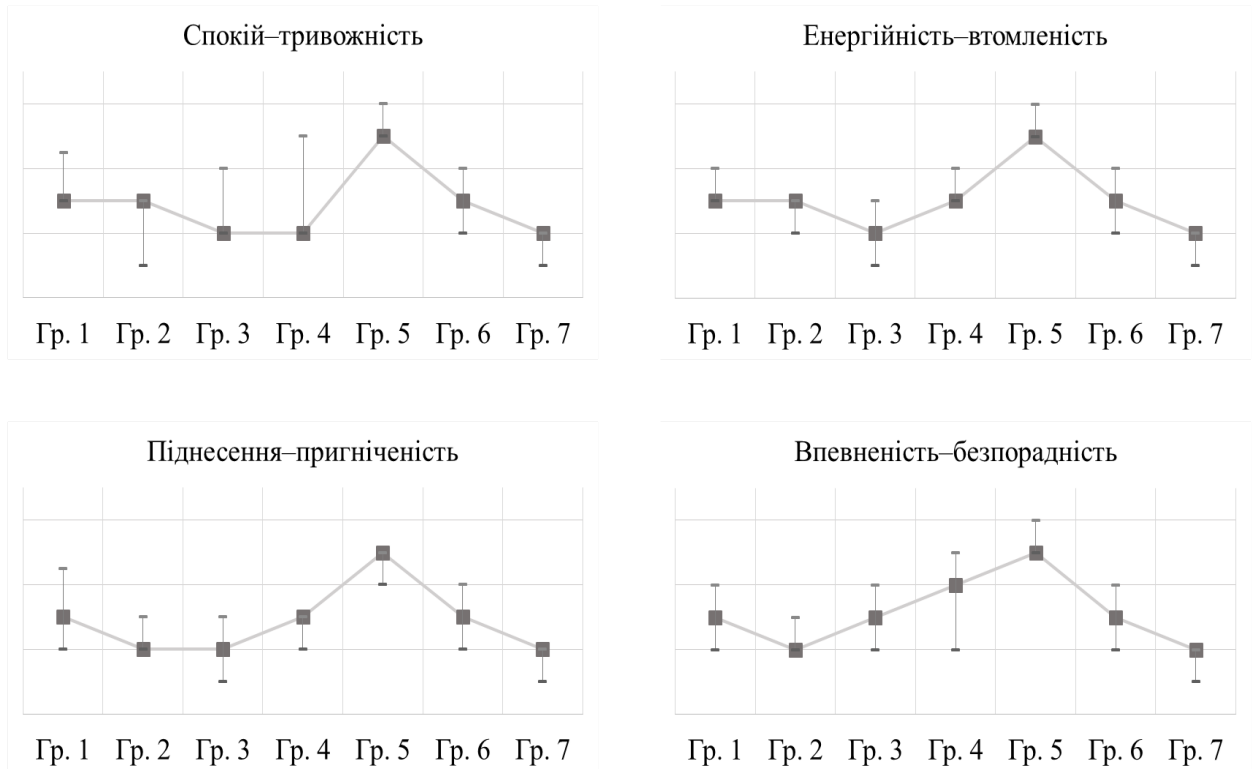 Спокій–тривожність
Гр. 1 Гр. 2 Гр. 3 Гр. 4 Гр. 5 Гр. 6 Гр. 7
Енергійність–втомленість
Гр. 1 Гр. 2 Гр. 3 Гр. 4 Гр. 5 Гр. 6 Гр. 7
Піднесення–пригніченість
Гр. 1 Гр. 2 Гр. 3 Гр. 4 Гр. 5 Гр. 6 Гр. 7
Впевненість–безпорадність
Гр. 1 Гр. 2 Гр. 3 Гр. 4 Гр. 5 Гр. 6 Гр. 7